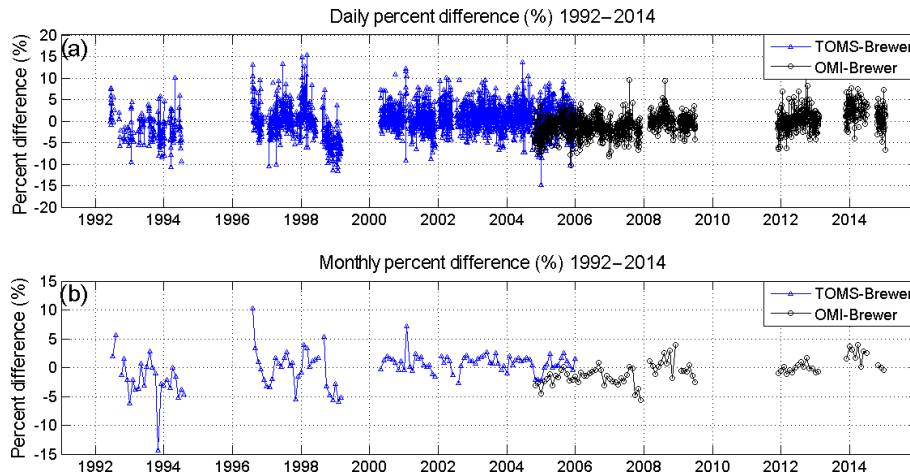 Daily percent difference (%) 1992−2014
(a)
Percent difference (%)
20
15
10
5
0
-5
-10
-15
-20
TOMS-Brewer
OMI-Brewer
1992 1994 1996 1998 2000 2002 2004 2006 2008 2010 2012 2014
Monthly percent difference (%) 1992−2014
(b)
Percent difference (%)
15
10
5
0
-5
-10
-15
TOMS-Brewer
OMI-Brewer
1992 1994 1996 1998 2000 2002 2004 2006 2008 2010 2012 2014